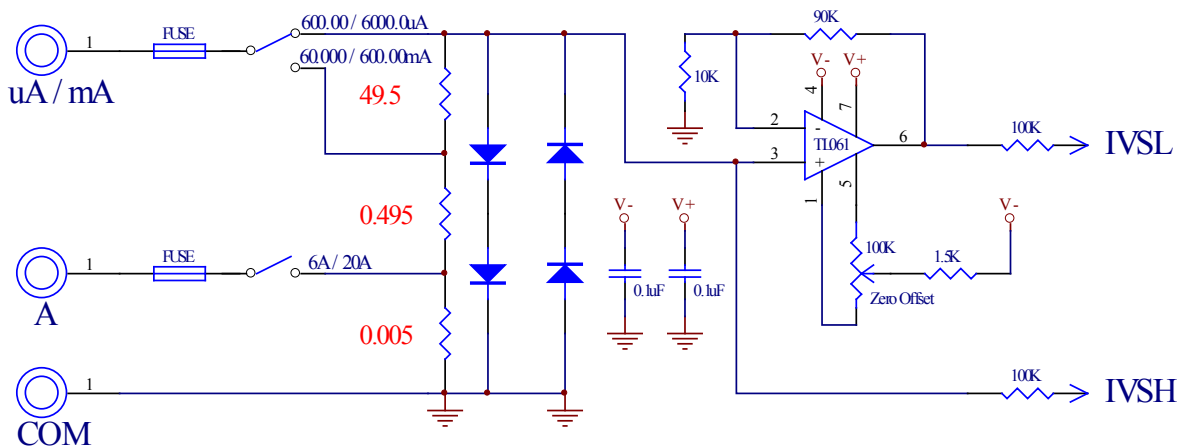 600.00 / 6000.0uA
90K
1
FUSE
60.000 / 600.00mA
V-
V+
uA / mA
49.5
10K
4
7
2
-
TL061
6
100K
IVSL
3
+
1
5
V-
V+
V-
0.495
1
FUSE
6A / 20A
100K
1.5K
A
0.1uF
0.1uF
Zero Offset
0.005
1
100K
IVSH
COM